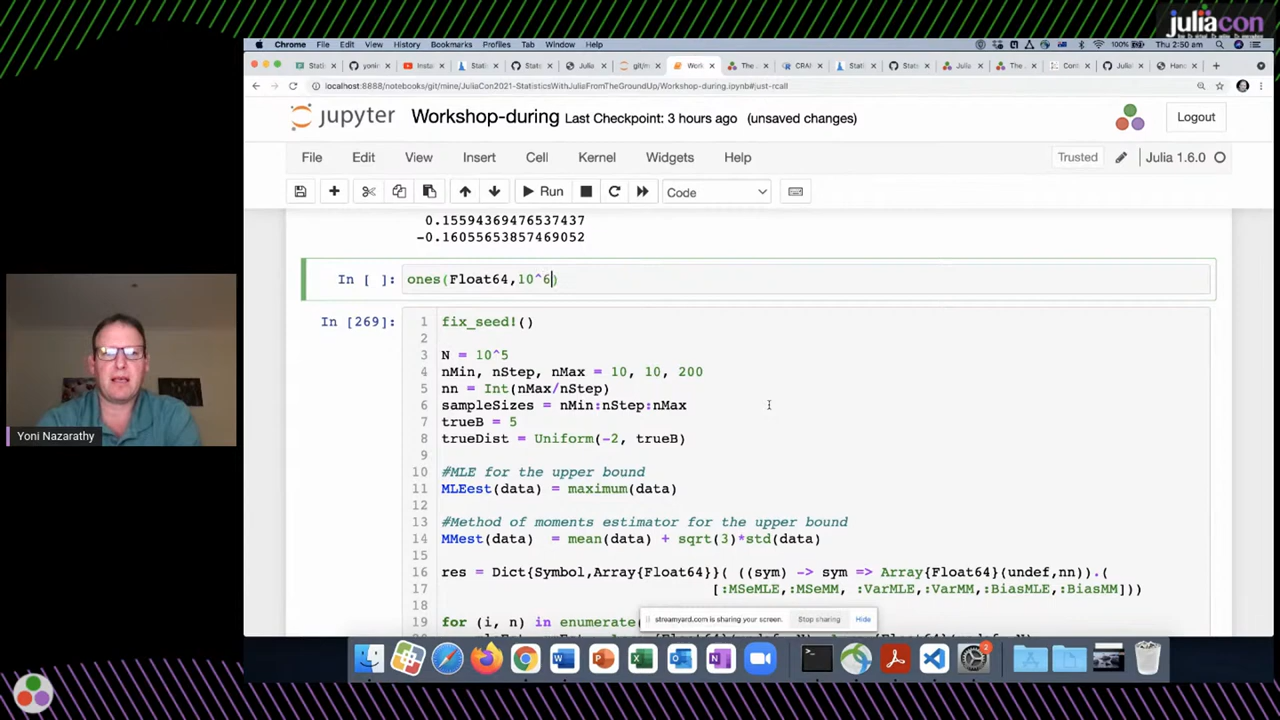 juliacon
Chrome File Edit View History Bookmarks Profiles Tab Window Help
100% Thu 2:50 pm
localhost:8888/notebooks/git/mine/JuliaCon2021-StatisticsWithJuliaFromTheGroundUp/Workshop-during.ipynb#just-rcall
jupyter Workshop-during Last Checkpoint: 3 hours ago (unsaved changes)
Logout
File Edit View Insert Cell Kernel Widgets Help
Trusted
Julia 1.6.0
Run
Code
0.15594369476537437
-0.16055653857469052
In [ ]: ones(Float64,10^6)
In [269]: 1 fix_seed!()
2
3 N = 10^5
4 nMin, nStep, nMax = 10, 10, 200
5 nn = Int(nMax/nStep)
6 sampleSizes = nMin:nStep:nMax
7 trueB = 5
8 trueDist = Uniform(-2, trueB)
9
10 #MLE for the upper bound
11 MLEest(data) = maximum(data)
12
13 #Method of moments estimator for the upper bound
14 MMest(data) = mean(data) + sqrt(3)*std(data)
15
16 res = Dict{Symbol,Array{Float64}}( ((sym) -> sym => Array{Float64}(undef,nn)).(
17 [:MSeMLE,:MSeMM, :VarMLE,:VarMM,:BiasMLE,:BiasMM]))
18
19 for (i, n) in enumerate(
streamyard.com is sharing your screen. Stop sharing Hide
Yoni Nazarathy